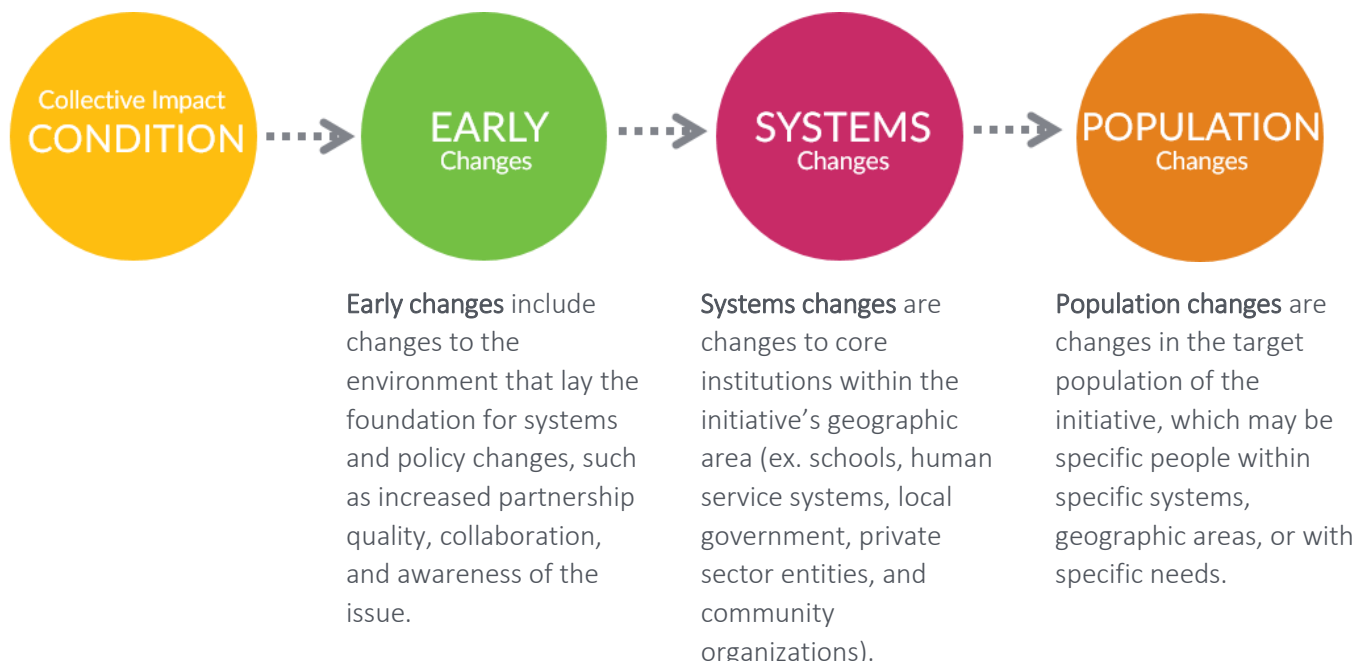 Collective Impact
CONDITION
EARLY
Changes
SYSTEMS
Changes
POPULATION
Changes
Early changes include
changes to the
environment that lay the
foundation for systems
and policy changes, such
as increased partnership
quality, collaboration,
and awareness of the
issue.
Systems changes are
changes to core
institutions within the
initiative’s geographic
area (ex. schools, human
service systems, local
government, private
sector entities, and
community
organizations).
Population changes are
changes in the target
population of the
initiative, which may be
specific people within
specific systems,
geographic areas, or with
specific needs.